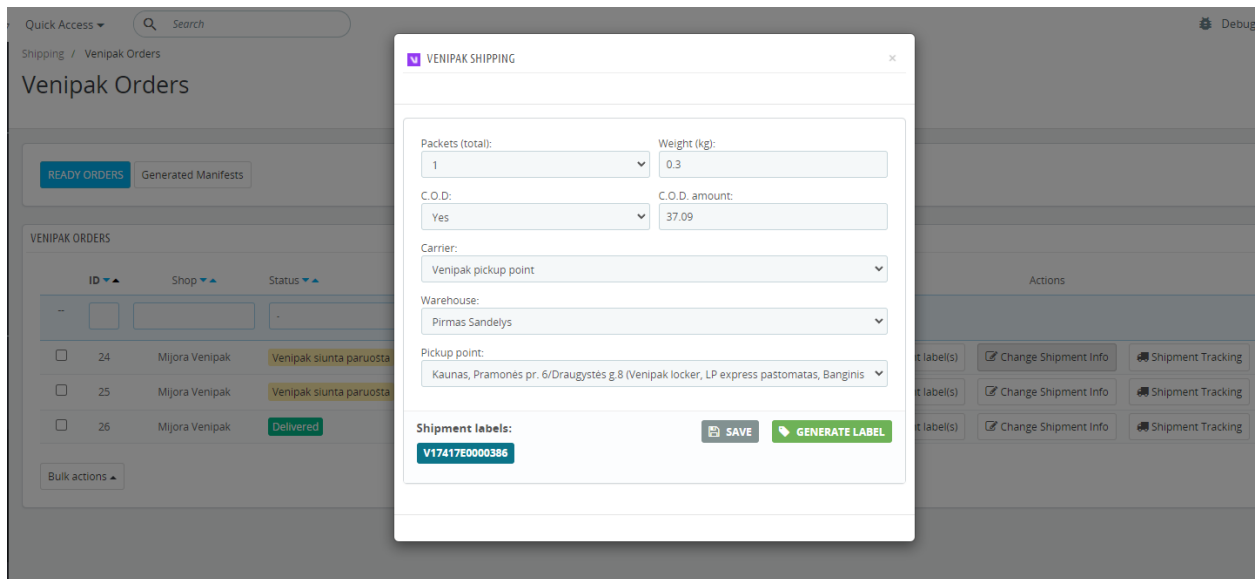 Quick Access
Search
Debug
Shipping / Venipak Orders
Venipak Orders
READY ORDERS
Generated Manifests
VENIPAK ORDERS
ID
Shop
Status
Actions
--
-
24
Mijora Venipak
Venipak siunta paruošta
t label(s)
Change Shipment Info
Shipment Tracking
25
Mijora Venipak
Venipak siunta paruošta
t label(s)
Change Shipment Info
Shipment Tracking
26
Mijora Venipak
Delivered
t label(s)
Change Shipment Info
Shipment Tracking
Bulk actions
VENIPAK SHIPPING
×
Packets (total):
Weight (kg):
1
0.3
C.O.D:
C.O.D. amount:
Yes
37.09
Carrier:
Venipak pickup point
Warehouse:
Pirmas Sandelys
Pickup point:
Kaunas, Pramonės pr. 6/Draugystės g.8 (Venipak locker, LP express paštomatas, Banginis
Shipment labels:
SAVE
GENERATE LABEL
V17417E0000386